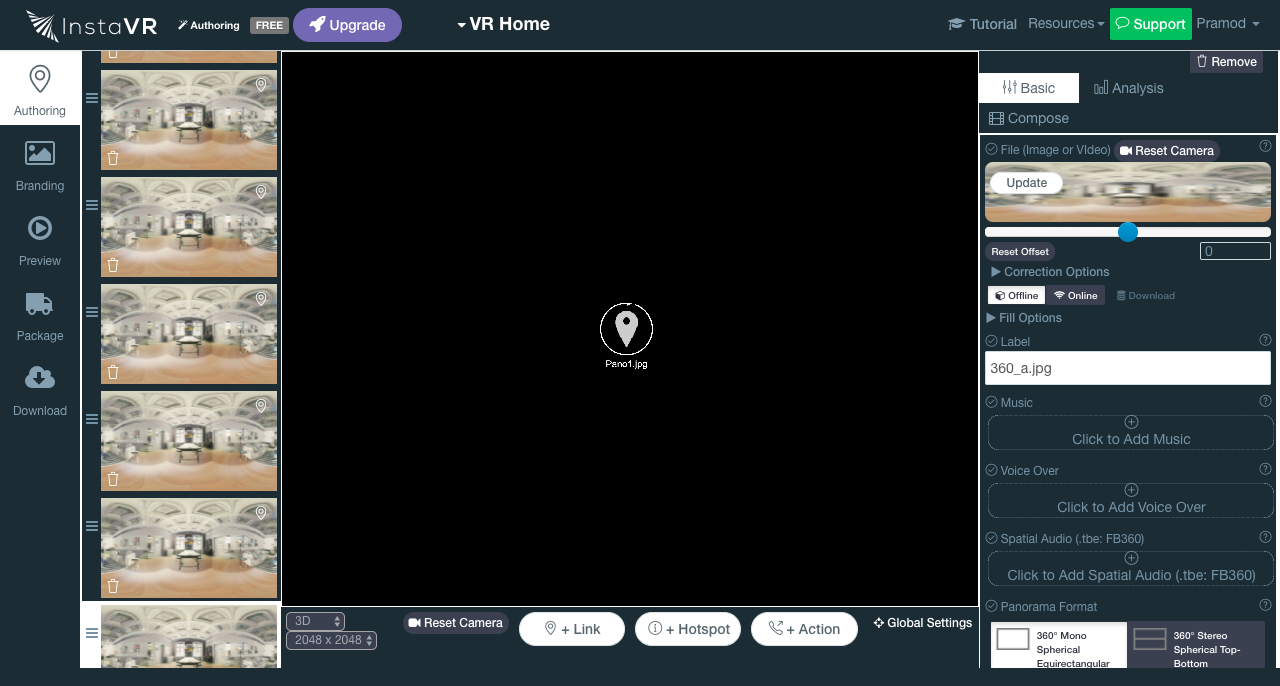 InstaVR
Authoring
FREE
Upgrade
VR Home
Tutorial
Resources
Support
Pramod
Authoring
Branding
Preview
Package
Download
Pano1.jpg
3D
2048 x 2048
Reset Camera
+ Link
+ Hotspot
+ Action
Global Settings
Remove
Basic
Analysis
Compose
File (Image or VIdeo)
Reset Camera
Update
Reset Offset
0
Correction Options
Offline
Online
Download
Fill Options
Label
360_a.jpg
Music
Click to Add Music
Voice Over
Click to Add Voice Over
Spatial Audio (.tbe: FB360)
Click to Add Spatial Audio (.tbe: FB360)
Panorama Format
360° Mono
Spherical
Equirectangular
360° Stereo
Spherical Top-
Bottom